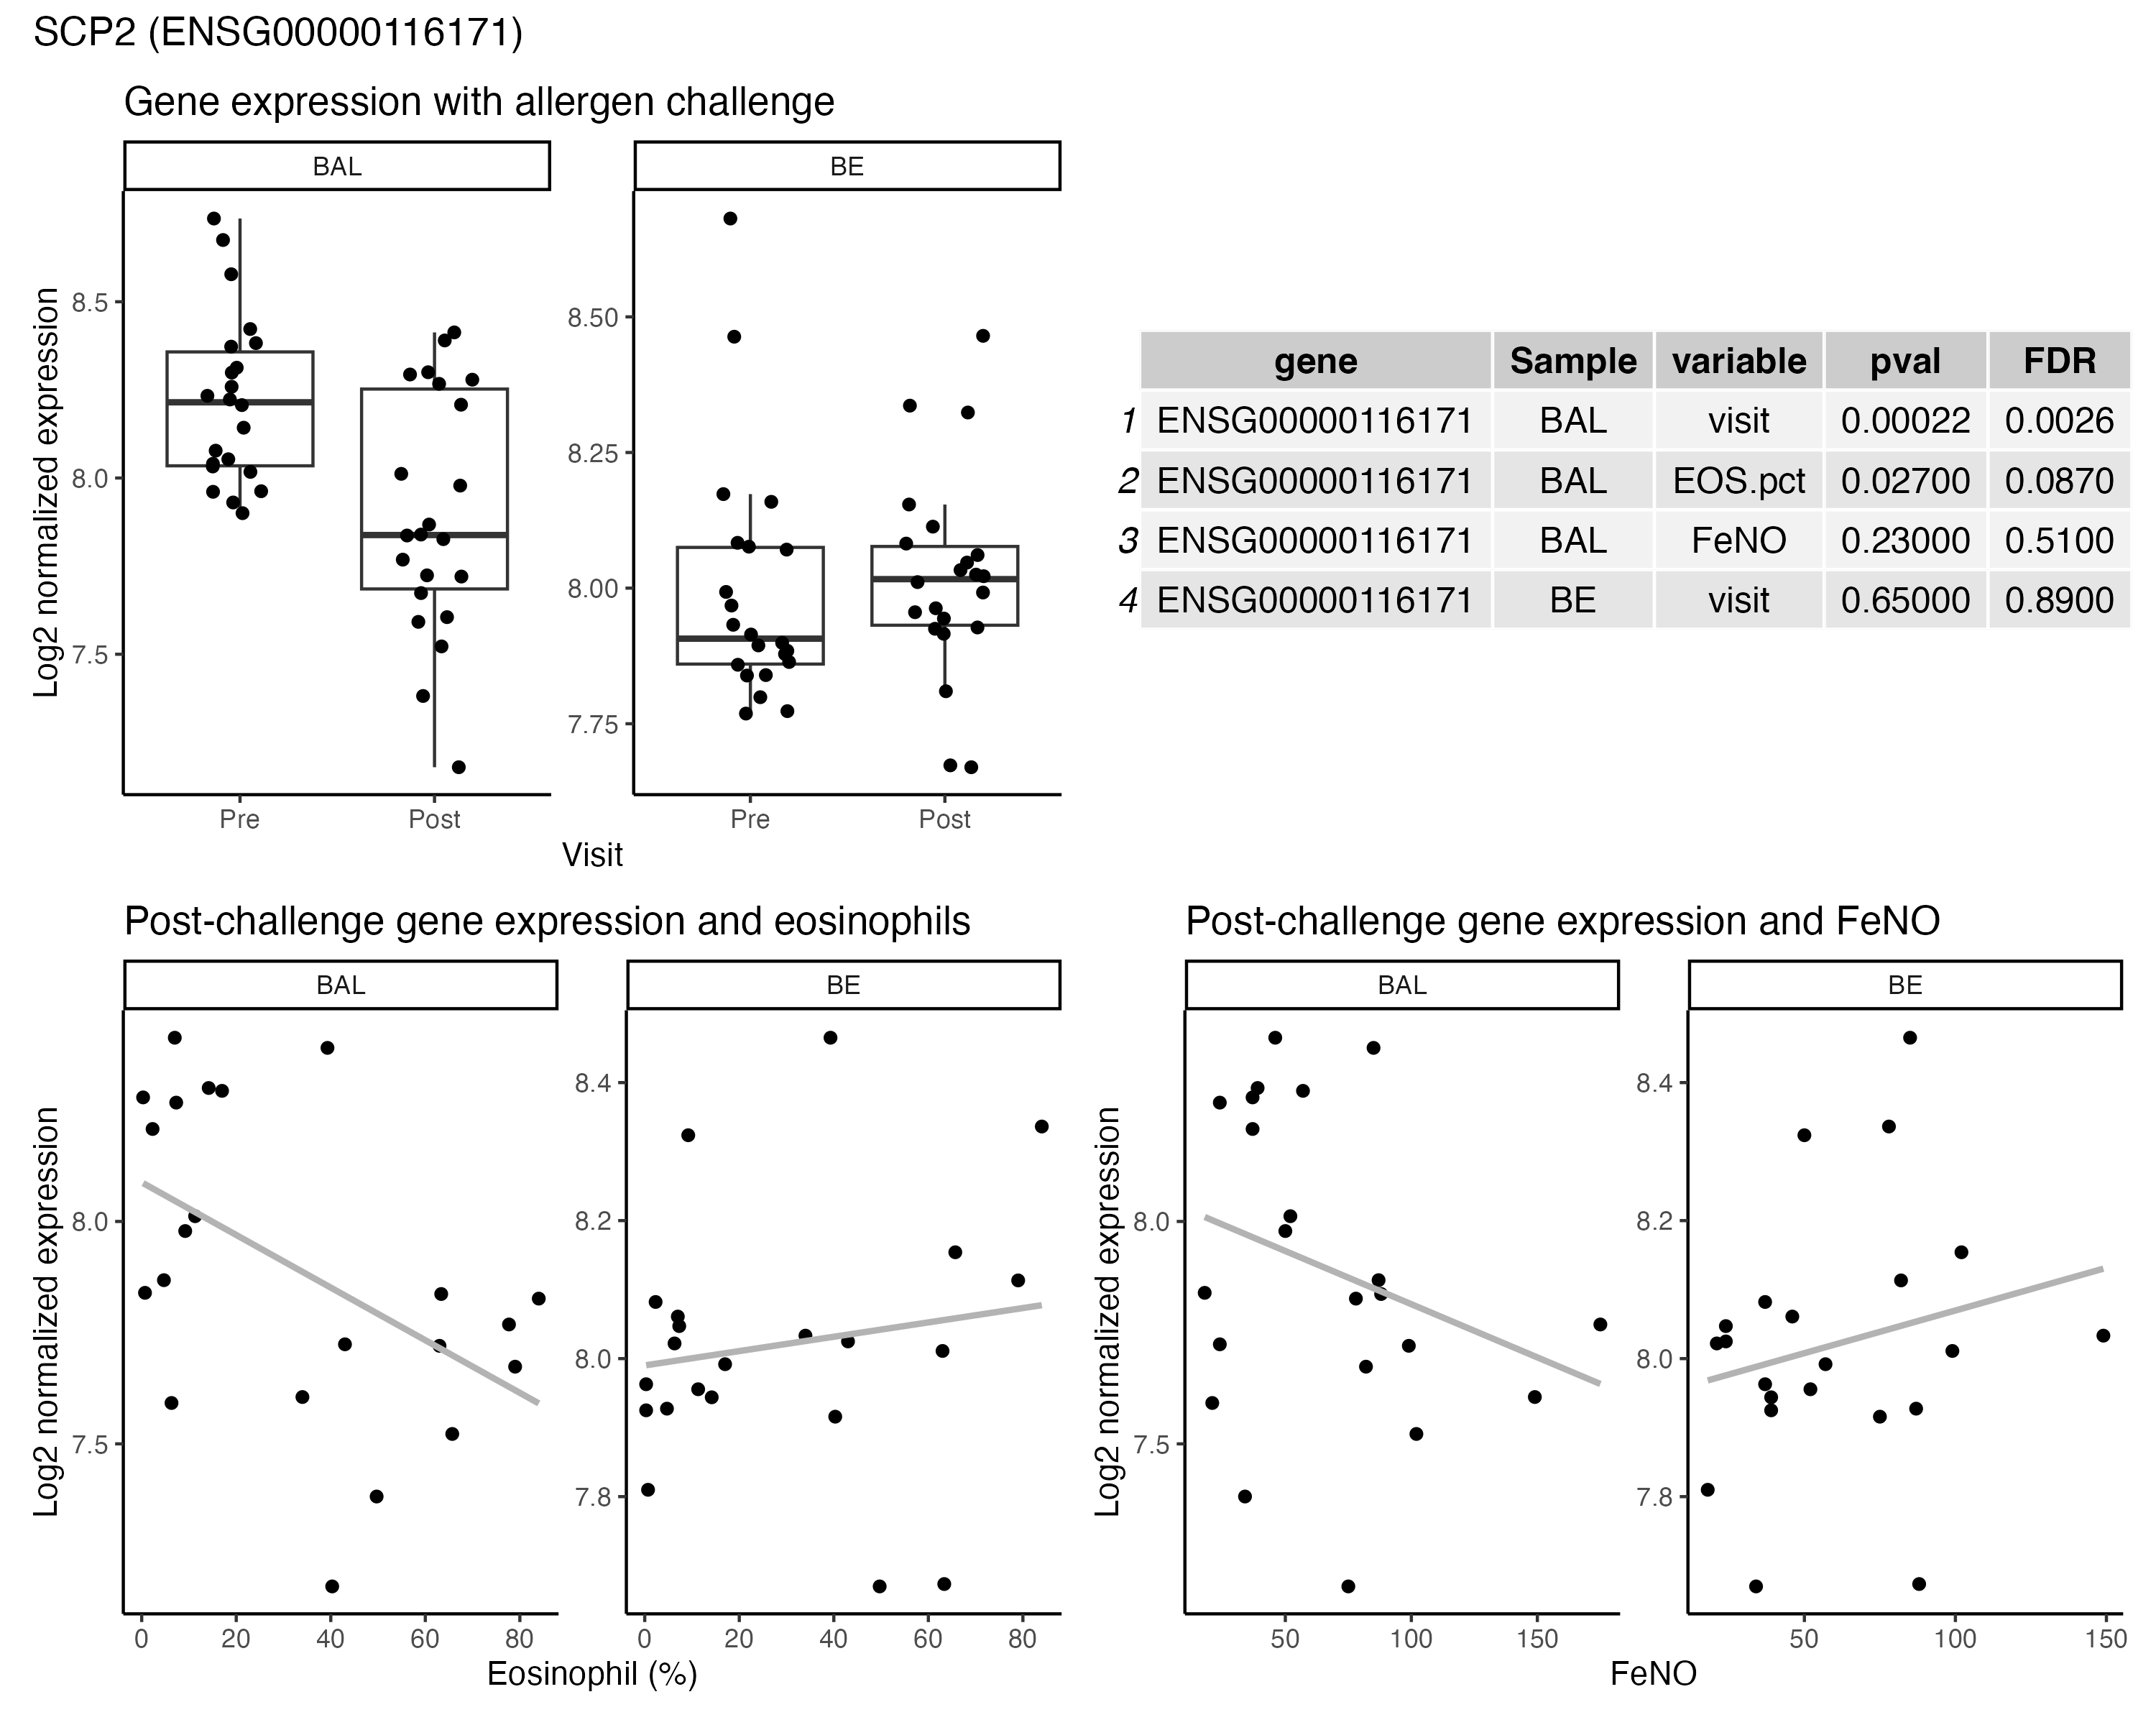 SCP2 (ENSG00000116171)
Gene expression with allergen challenge
BAL
BE
Log2 normalized expression
8.5
8.0
7.5
8.50
8.25
8.00
7.75
Pre
Post
Pre
Post
Visit
gene Sample variable pval FDR
1 ENSG00000116171 BAL visit 0.00022 0.0026
2 ENSG00000116171 BAL EOS.pct 0.02700 0.0870
3 ENSG00000116171 BAL FeNO 0.23000 0.5100
4 ENSG00000116171 BE visit 0.65000 0.8900
Post-challenge gene expression and eosinophils
BAL
BE
Log2 normalized expression
8.0
7.5
8.4
8.2
8.0
7.8
0 20 40 60 80
0 20 40 60 80
Eosinophil (%)
Post-challenge gene expression and FeNO
BAL
BE
Log2 normalized expression
8.0
7.5
8.4
8.2
8.0
7.8
50 100 150
50 100 150
FeNO